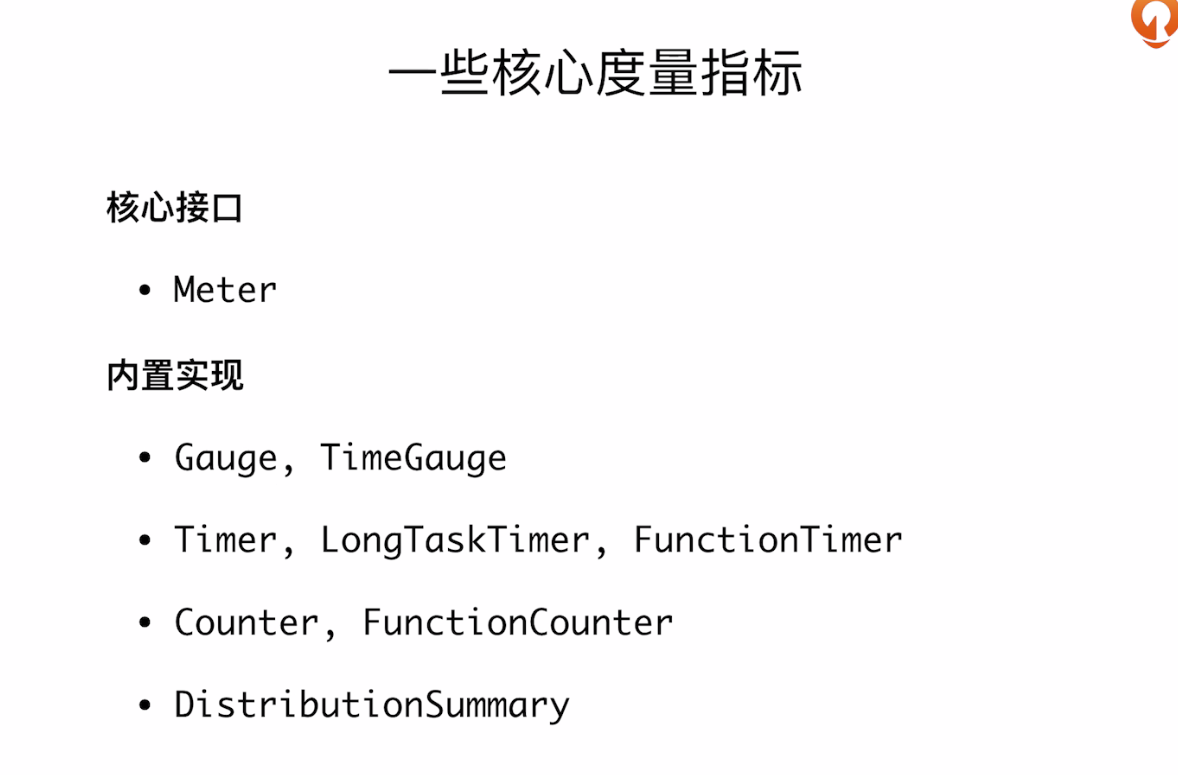 一些核心度量指标
核心接口
• Meter
内置实现
• Gauge, TimeGauge
• Timer, LongTaskTimer, FunctionTimer
• Counter, FunctionCounter
• DistributionSummary